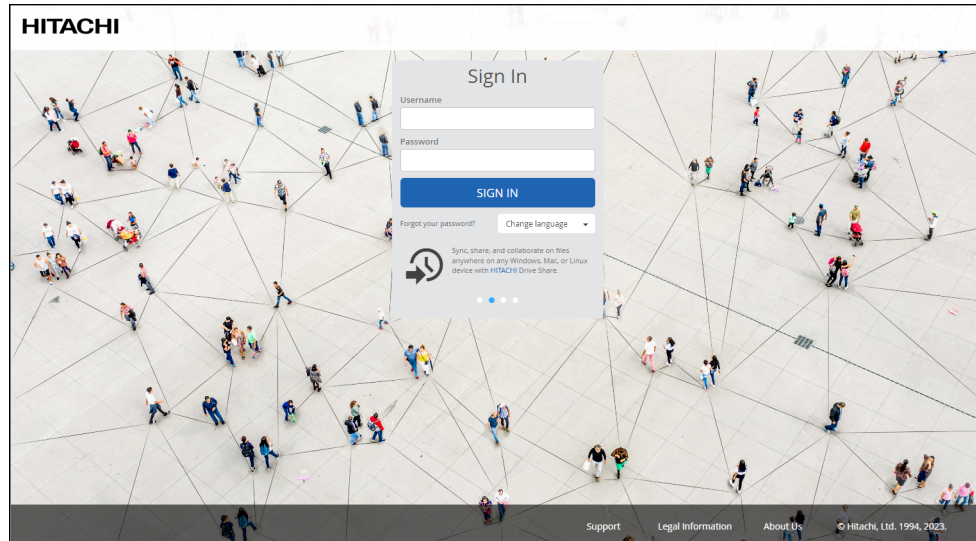 HITACHI
Sign In
Username
Password
SIGN IN
Forgot your password?
Change language
Sync, share, and collaborate on files
anywhere on any Windows, Mac, or Linux
device with HITACHI Drive Share.
Support
Legal Information
About Us
© Hitachi, Ltd. 1994, 2023.